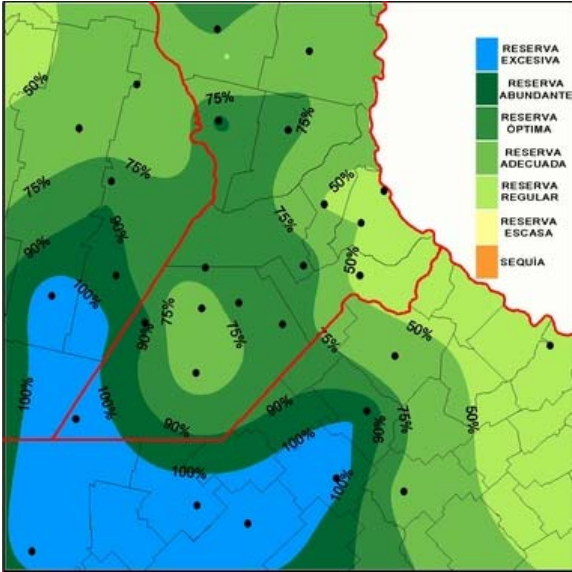 RESERVA
EXCESIVA
RESERVA
ABUNDANTE
RESERVA
ÓPTIMA
RESERVA
ADECUADA
RESERVA
REGULAR
RESERVA
ESCASA
SEQUÌA
50%
75%
75%
75%
75%
50%
90%
75%
90%
100%
50%
75%
90%
75%
75%
50%
100%
100%
90%
75%
50%
90%
90%
100%
100%
100%